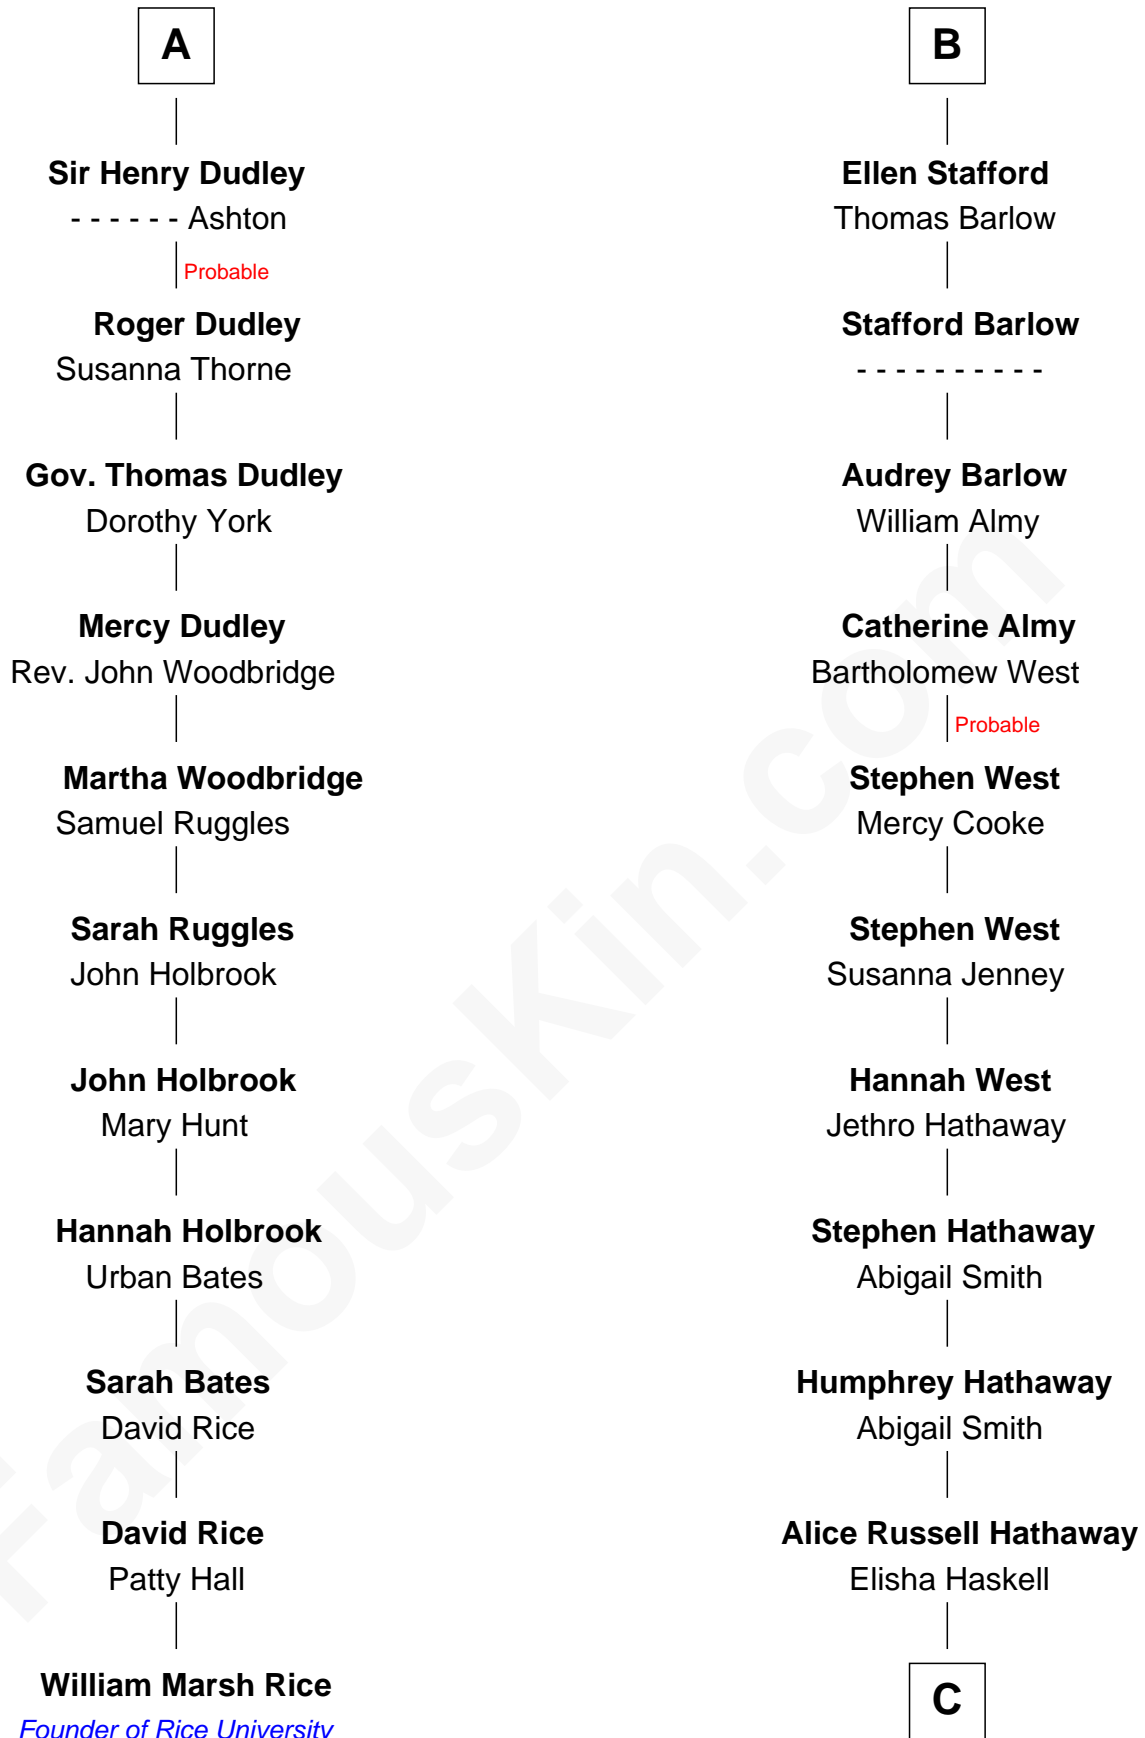 A
Sir Henry Dudley
- - - - - - Ashton
Probable
Roger Dudley
Susanna Thorne
Gov. Thomas Dudley
Dorothy York
Mercy Dudley
Rev. John Woodbridge
Martha Woodbridge
Samuel Ruggles
Sarah Ruggles
John Holbrook
John Holbrook
Mary Hunt
Hannah Holbrook
Urban Bates
Sarah Bates
David Rice
David Rice
Patty Hall
William Marsh Rice
Founder of Rice University
B
Ellen Stafford
Thomas Barlow
Stafford Barlow
- - - - - - - - - -
Audrey Barlow
William Almy
Catherine Almy
Bartholomew West
Probable
Stephen West
Mercy Cooke
Stephen West
Susanna Jenney
Hannah West
Jethro Hathaway
Stephen Hathaway
Abigail Smith
Humphrey Hathaway
Abigail Smith
Alice Russell Hathaway
Elisha Haskell
C
FamousKin.com